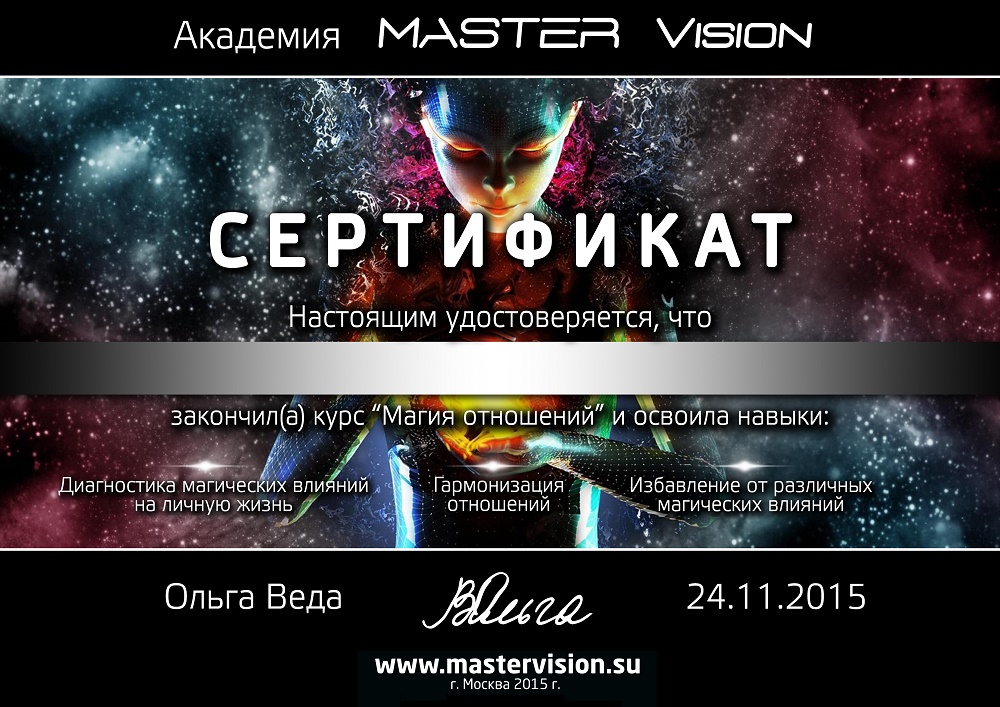 Академия MASTER VISION
СЕРТИФИКАТ
Настоящим удостоверяется, что
закончил(а) курс "Магия отношений" и освоила навыки:
Диагностика магических влияний
на личную жизнь
Гармонизация
отношений
Избавление от различных
магических влияний
Ольга Веда
ВОльга
24.11.2015
www.mastervision.su
г. Москва 2015 г.